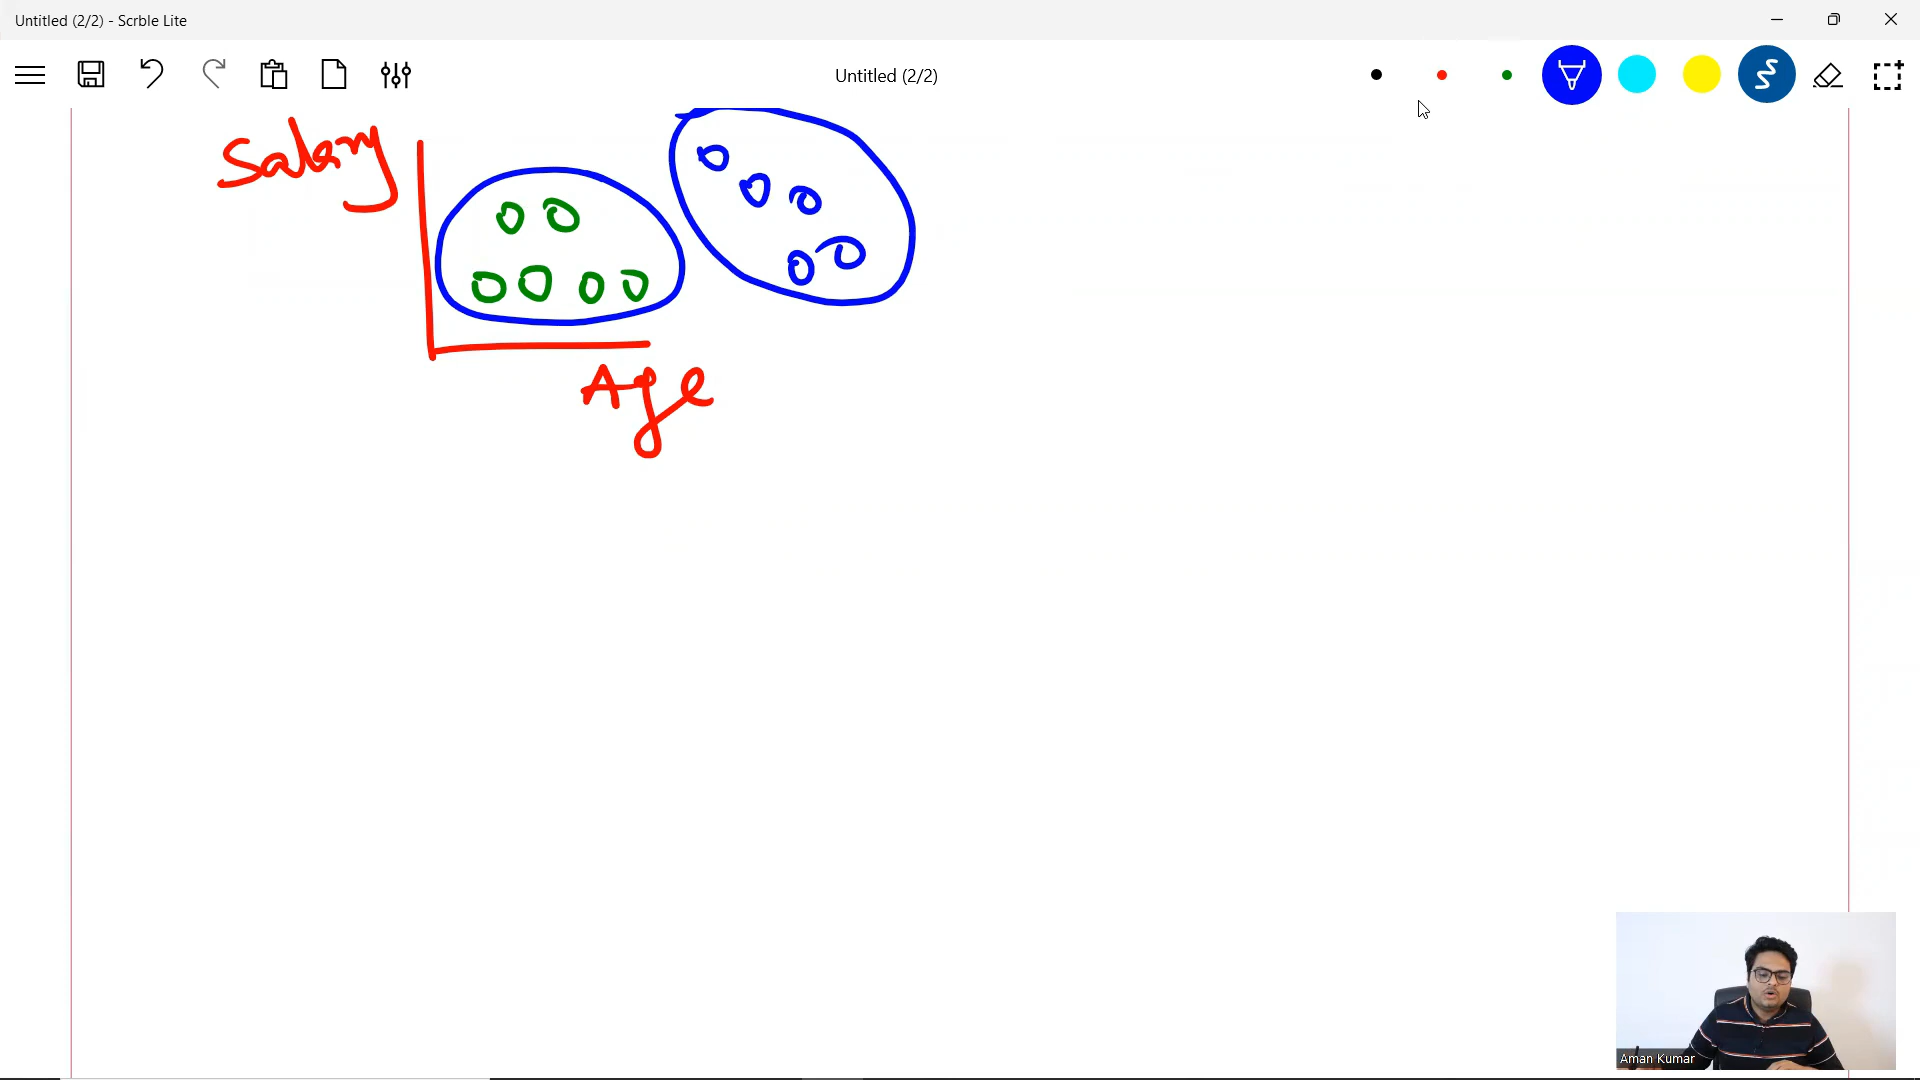 Untitled (2/2) - Scrble Lite
Untitled (2/2)
Salary
Age
Aman Kumar